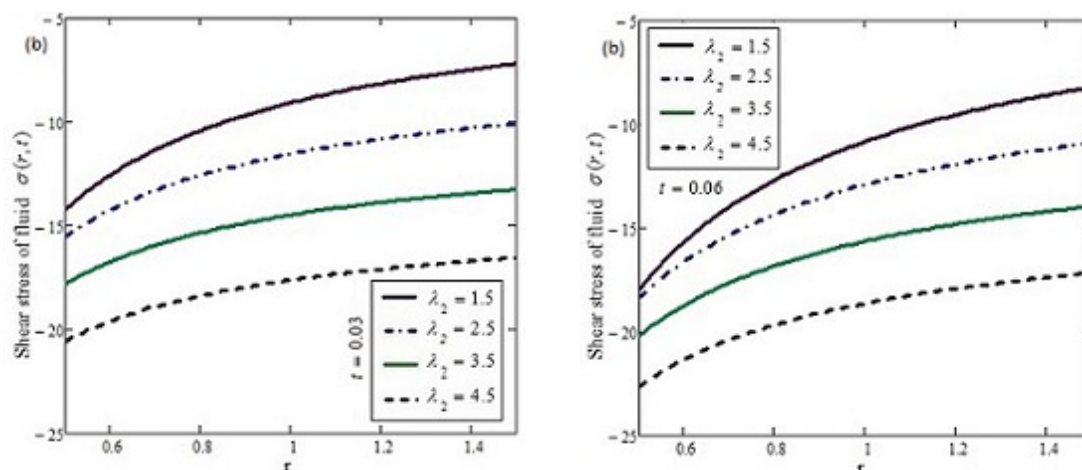 (b)
Shear stress of fluid σ(r,t)
−5
−10
−15
−20
−25
0.6 0.8 1 1.2 1.4
r
λ₂ = 1.5
λ₂ = 2.5
λ₂ = 3.5
λ₂ = 4.5
t = 0.03
(b)
Shear stress of fluid σ(r,t)
−5
−10
−15
−20
−25
0.6 0.8 1 1.2 1.4
r
λ₂ = 1.5
λ₂ = 2.5
λ₂ = 3.5
λ₂ = 4.5
t = 0.06